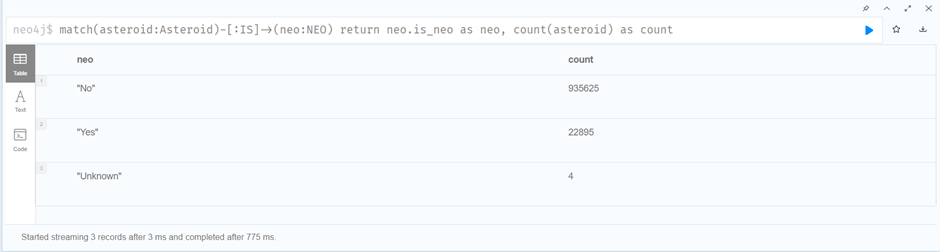 neo4j$ match(asteroid:Asteroid)-[:IS]→(neo:NEO) return neo.is_neo as neo, count(asteroid) as count
Table
Text
Code
neo count
1 "No" 935625
2 "Yes" 22895
3 "Unknown" 4
Started streaming 3 records after 3 ms and completed after 775 ms.